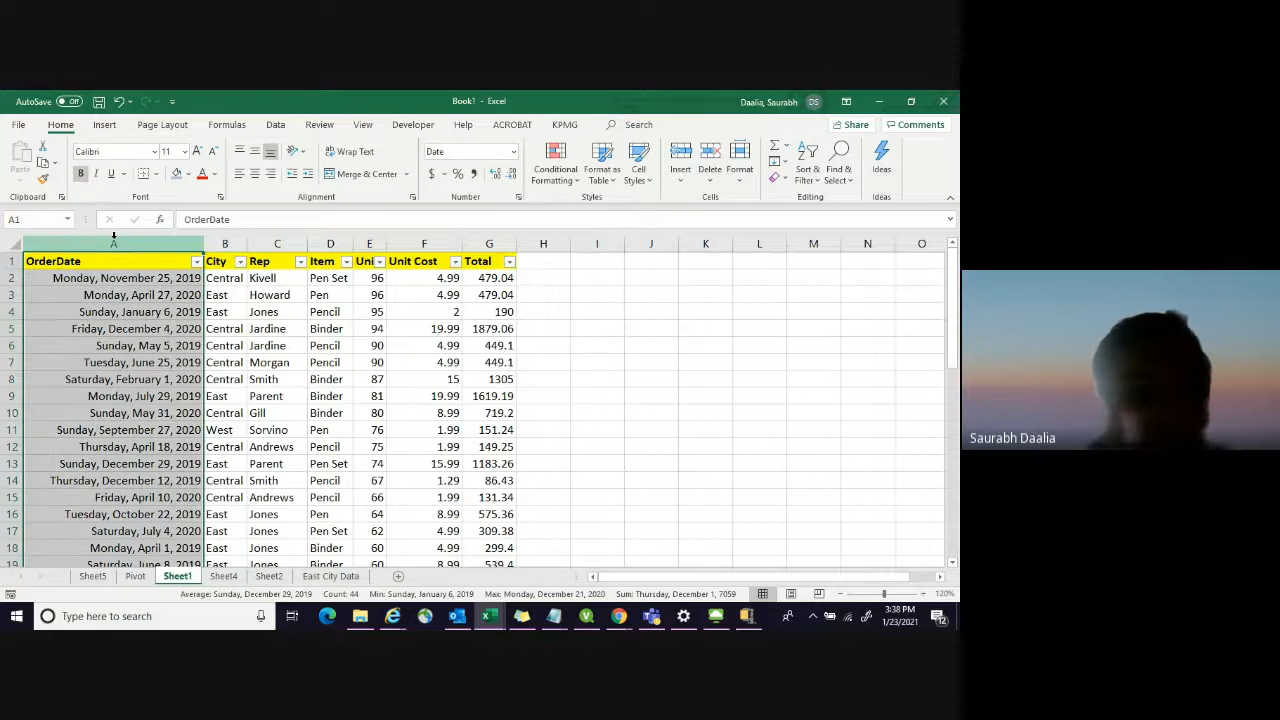 AutoSave Off Book1 - Excel Daalia, Saurabh DS
File Home Insert Page Layout Formulas Data Review View Developer Help ACROBAT KPMG Search Share Comments
Calibri 11 Wrap Text Date
Paste B I U Merge & Center $ % Conditional Formatting Format as Table Cell Styles Insert Delete Format Sort & Filter Find & Select Ideas
Clipboard Font Alignment Number Styles Cells Editing Ideas
A1 fx OrderDate
A B C D E F G H I J K L M N O
1 OrderDate City Rep Item Uni Unit Cost Total
2 Monday, November 25, 2019 Central Kivell Pen Set 96 4.99 479.04
3 Monday, April 27, 2020 East Howard Pen 96 4.99 479.04
4 Sunday, January 6, 2019 East Jones Pencil 95 2 190
5 Friday, December 4, 2020 Central Jardine Binder 94 19.99 1879.06
6 Sunday, May 5, 2019 Central Jardine Pencil 90 4.99 449.1
7 Tuesday, June 25, 2019 Central Morgan Pencil 90 4.99 449.1
8 Saturday, February 1, 2020 Central Smith Binder 87 15 1305
9 Monday, July 29, 2019 East Parent Binder 81 19.99 1619.19
10 Sunday, May 31, 2020 Central Gill Binder 80 8.99 719.2
11 Sunday, September 27, 2020 West Sorvino Pen 76 1.99 151.24
12 Thursday, April 18, 2019 Central Andrews Pencil 75 1.99 149.25
13 Sunday, December 29, 2019 East Parent Pen Set 74 15.99 1183.26
14 Thursday, December 12, 2019 Central Smith Pencil 67 1.29 86.43
15 Friday, April 10, 2020 Central Andrews Pencil 66 1.99 131.34
16 Tuesday, October 22, 2019 East Jones Pen 64 8.99 575.36
17 Saturday, July 4, 2020 East Jones Pen Set 62 4.99 309.38
18 Monday, April 1, 2019 East Jones Binder 60 4.99 299.4
19 Saturday, June 8, 2019 East Jones Binder 60 8.99 539.4
Sheet5 Pivot Sheet1 Sheet4 Sheet2 East City Data
Average: Sunday, December 29, 2019 Count: 44 Min: Sunday, January 6, 2019 Max: Monday, December 21, 2020 Sum: Thursday, December 1, 7059 120%
Type here to search 3:38 PM
1/23/2021 12
Saurabh Daalia